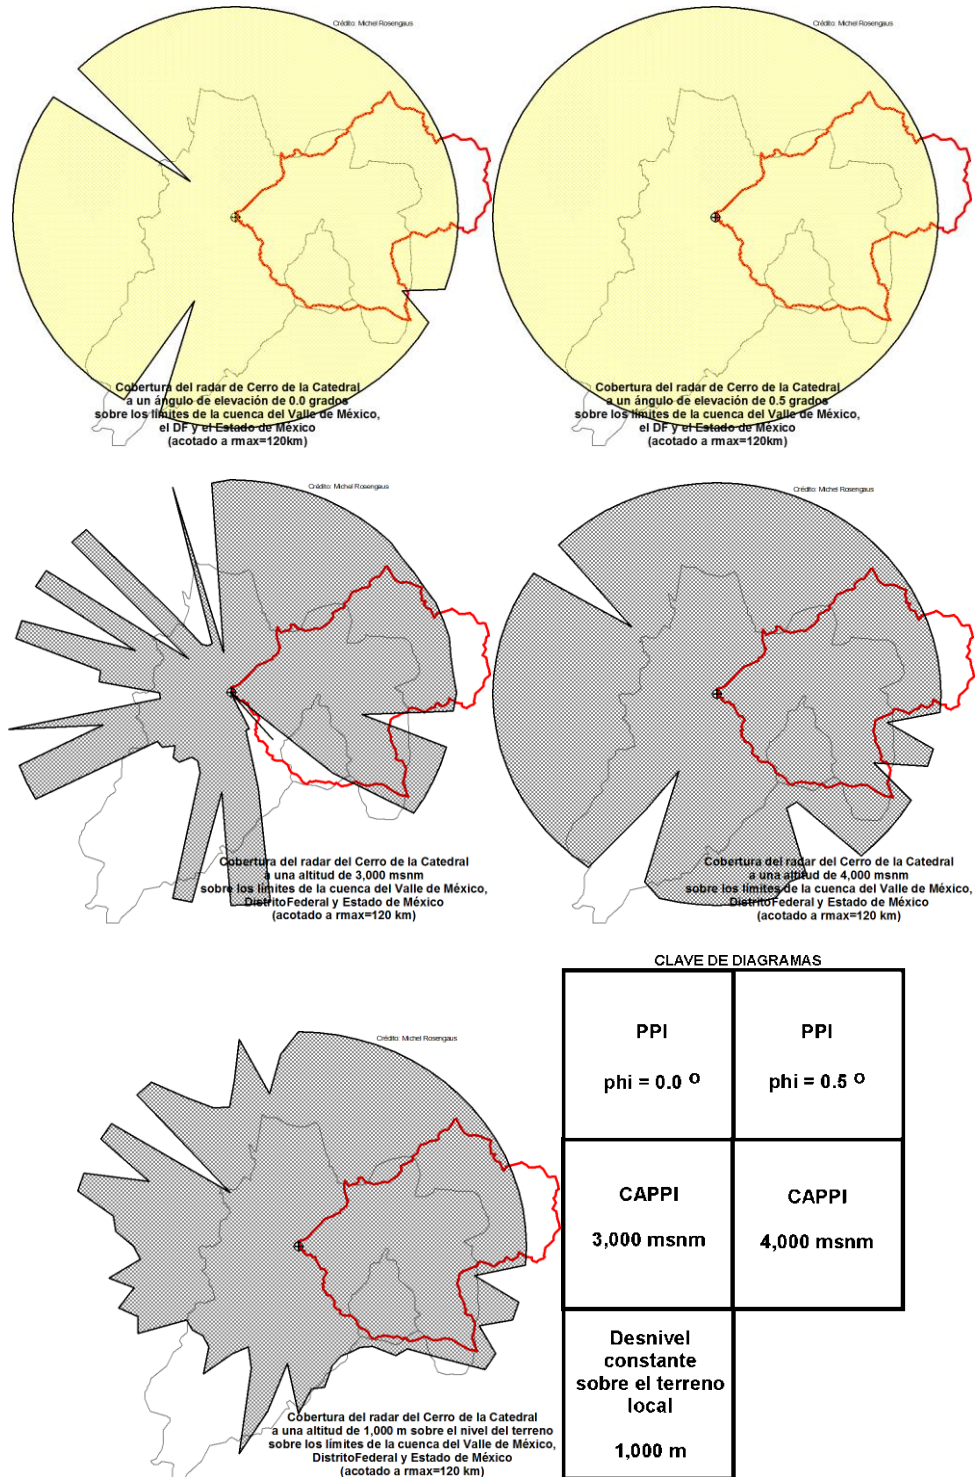 Crédito: Michel Rosengaus
Cobertura del radar de Cerro de la Catedral
a un ángulo de elevación de 0.0 grados
sobre los límites de la cuenca del Valle de México,
el DF y el Estado de México
(acotado a rmax=120km)
Crédito: Michel Rosengaus
Cobertura del radar de Cerro de la Catedral
a un ángulo de elevación de 0.5 grados
sobre los límites de la cuenca del Valle de México,
el DF y el Estado de México
(acotado a rmax=120km)
Crédito: Michel Rosengaus
Cobertura del radar del Cerro de la Catedral
a una altitud de 3,000 msnm
sobre los límites de la cuenca del Valle de México,
DistritoFederal y Estado de México
(acotado a rmax=120 km)
Crédito: Michel Rosengaus
Cobertura del radar del Cerro de la Catedral
a una altitud de 4,000 msnm
sobre los límites de la cuenca del Valle de México,
DistritoFederal y Estado de México
(acotado a rmax=120 km)
Crédito: Michel Rosengaus
Cobertura del radar del Cerro de la Catedral
a una altitud de 1,000 m sobre el nivel del terreno
sobre los límites de la cuenca del Valle de México,
DistritoFederal y Estado de México
(acotado a rmax=120 km)
CLAVE DE DIAGRAMAS
PPI
phi = 0.0 º
PPI
phi = 0.5 º
CAPPI
3,000 msnm
CAPPI
4,000 msnm
Desnivel
constante
sobre el terreno
local
1,000 m